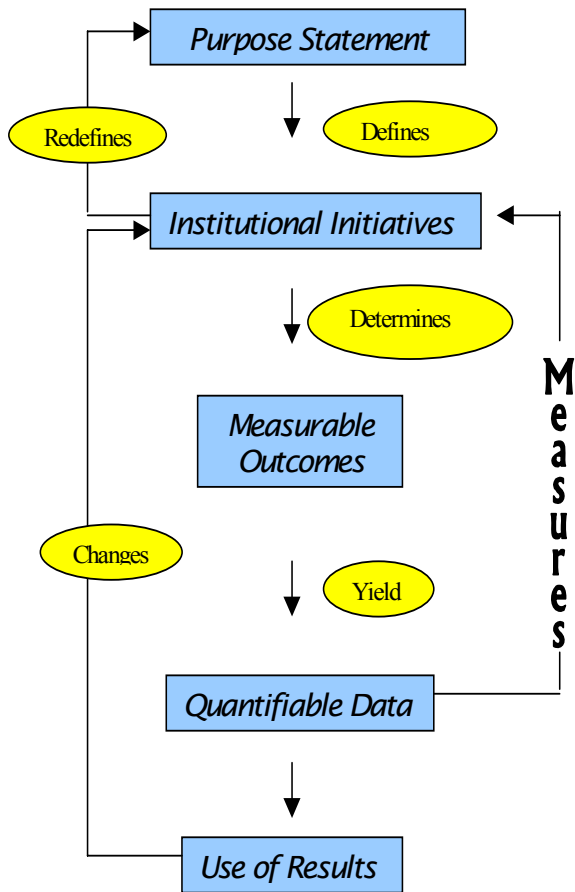 Purpose Statement
Redefines
Defines
Institutional Initiatives
Determines
Measurable
Outcomes
Measures
Changes
Yield
Quantifiable Data
Use of Results